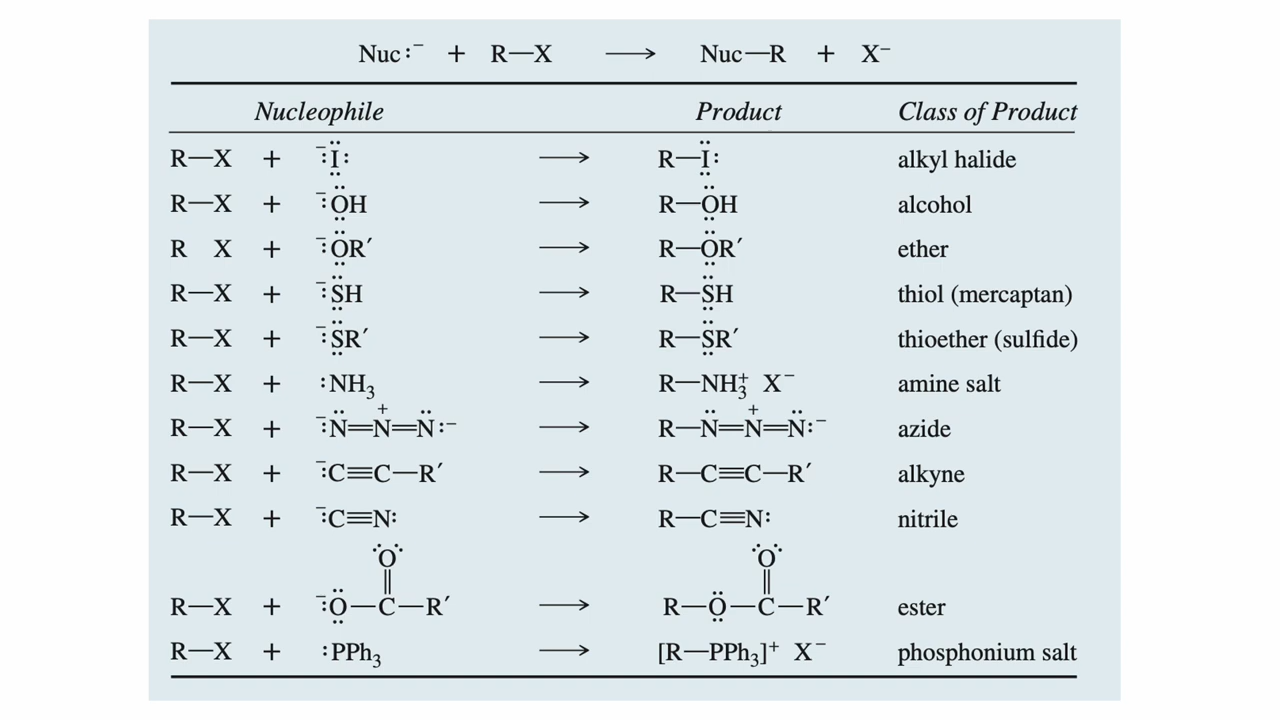 Nuc:⁻ + R—X ⟶ Nuc—R + X⁻
Nucleophile Product Class of Product
R—X + ⁻:I: ⟶ R—I: alkyl halide
R—X + ⁻:OH ⟶ R—OH alcohol
R X + ⁻:OR′ ⟶ R—OR′ ether
R—X + ⁻:SH ⟶ R—SH thiol (mercaptan)
R—X + ⁻:SR′ ⟶ R—SR′ thioether (sulfide)
R—X + :NH₃ ⟶ R—NH₃⁺ X⁻ amine salt
R—X + ⁻:N=N⁺=N:⁻ ⟶ R—N=N⁺=N:⁻ azide
R—X + ⁻:C≡C—R′ ⟶ R—C≡C—R′ alkyne
R—X + ⁻:C≡N: ⟶ R—C≡N: nitrile
O O
R—X + ⁻:O—C—R′ ⟶ R—O—C—R′ ester
R—X + :PPh₃ ⟶ [R—PPh₃]⁺ X⁻ phosphonium salt